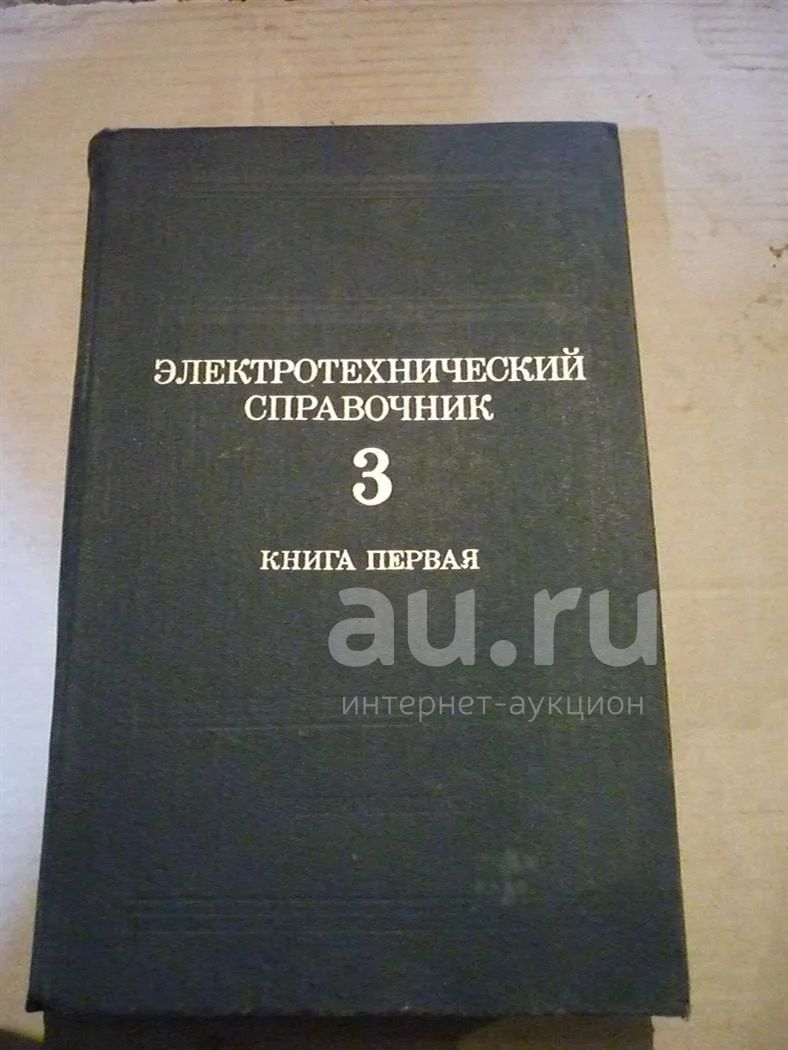 ЭЛЕКТРОТЕХНИЧЕСКИЙ
СПРАВОЧНИК
3
КНИГА ПЕРВАЯ
au.ru
интернет-аукцион